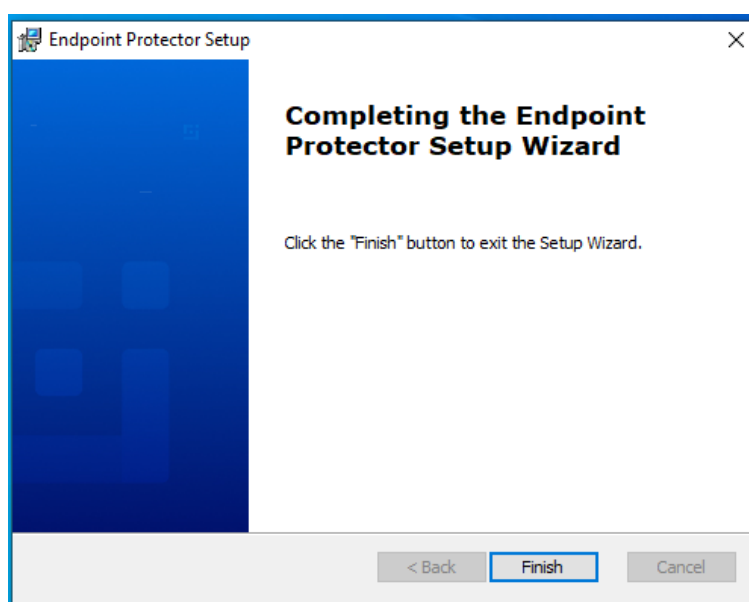 Endpoint Protector Setup
Completing the Endpoint
Protector Setup Wizard
Click the "Finish" button to exit the Setup Wizard.
< Back
Finish
Cancel